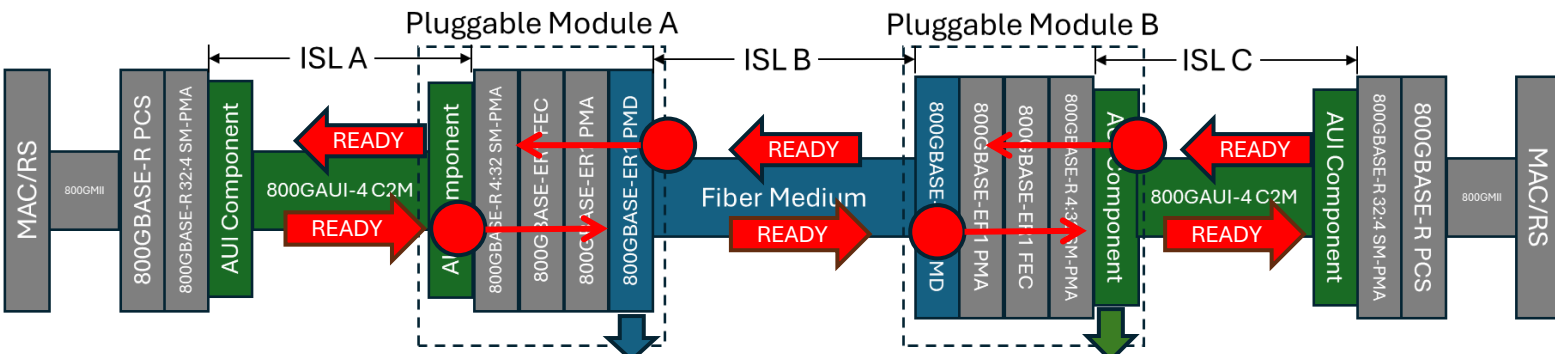 Pluggable Module A
Pluggable Module B
ISL A
ISL B
ISL C
MAC/RS
800GMII
800GBASE-R PCS
800GBASE-R 32:4 SM-PMA
AUI Component
READY
800GAUI-4 C2M
READY
Component
800GBASE-R 4:32 SM-PMA
800GBASE-ER1 FEC
PMA
800GBASE-ER1 PMD
READY
Fiber Medium
READY
800GBASE-
MD
800GBASE-ER1 PMA
800GBASE-ER1 FEC
800GBASE-R 4:3 SM-PMA
Component
READY
800GAUI-4 C2M
READY
AUI Component
800GBASE-R 32:4 SM-PMA
800GBASE-R PCS
800GMII
MAC/RS